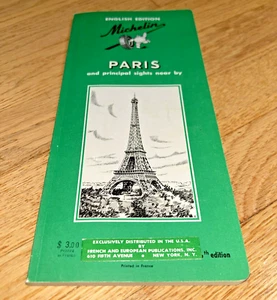 ENGLISH EDITION
Michelin
PARIS
and principal sights near by
$ 3.00
EXCLUSIVELY DISTRIBUTED IN THE U.S.A.
BY
FRENCH AND EUROPEAN PUBLICATIONS, INC.
610 FIFTH AVENUE NEW YORK, N. Y.
th edition
Printed in France